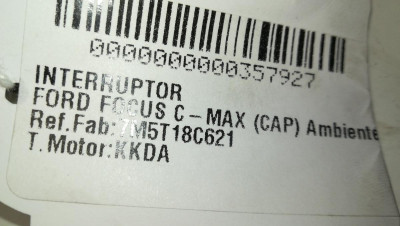 0000000000357927
INTERRUPTOR
FORD FOCUS C-MAX (CAP) Ambiente
Ref.Fab:7M5T18C621
T.Motor:KKDA